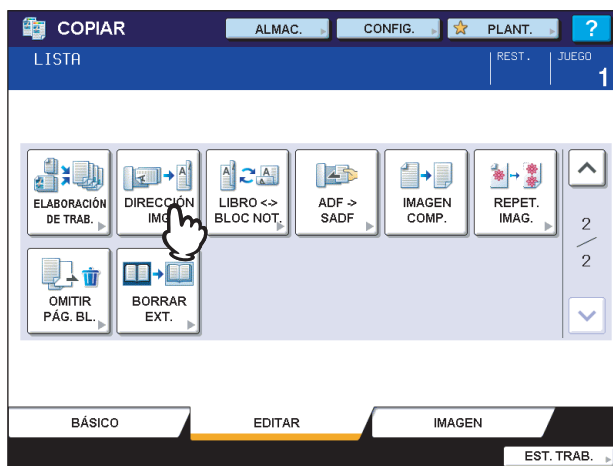 COPIAR
ALMAC.
CONFIG.
PLANT.
?
LISTA
REST.
JUEGO
1
ELABORACIÓN
DE TRAB.
DIRECCIÓN
IMG.
LIBRO <->
BLOC NOT.
ADF ->
SADF
IMAGEN
COMP.
REPET.
IMAG.
2
2
OMITIR
PÁG. BL.
BORRAR
EXT.
BÁSICO
EDITAR
IMAGEN
EST. TRAB.